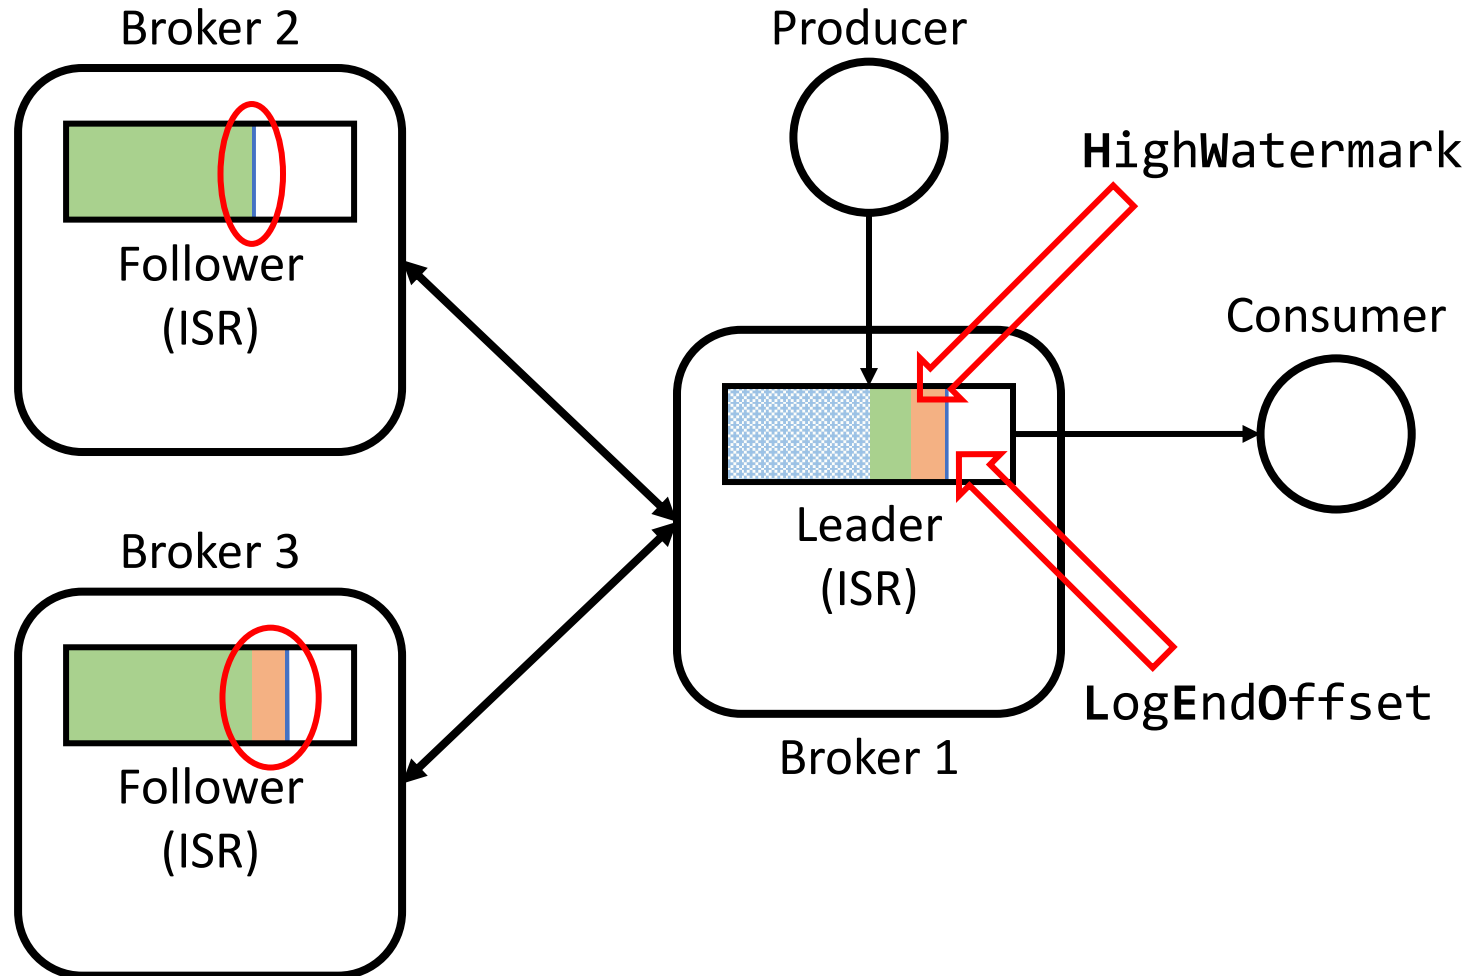 Broker 2
Follower
(ISR)
Producer
HighWatermark
Consumer
Leader
(ISR)
LogEndOffset
Broker 1
Broker 3
Follower
(ISR)